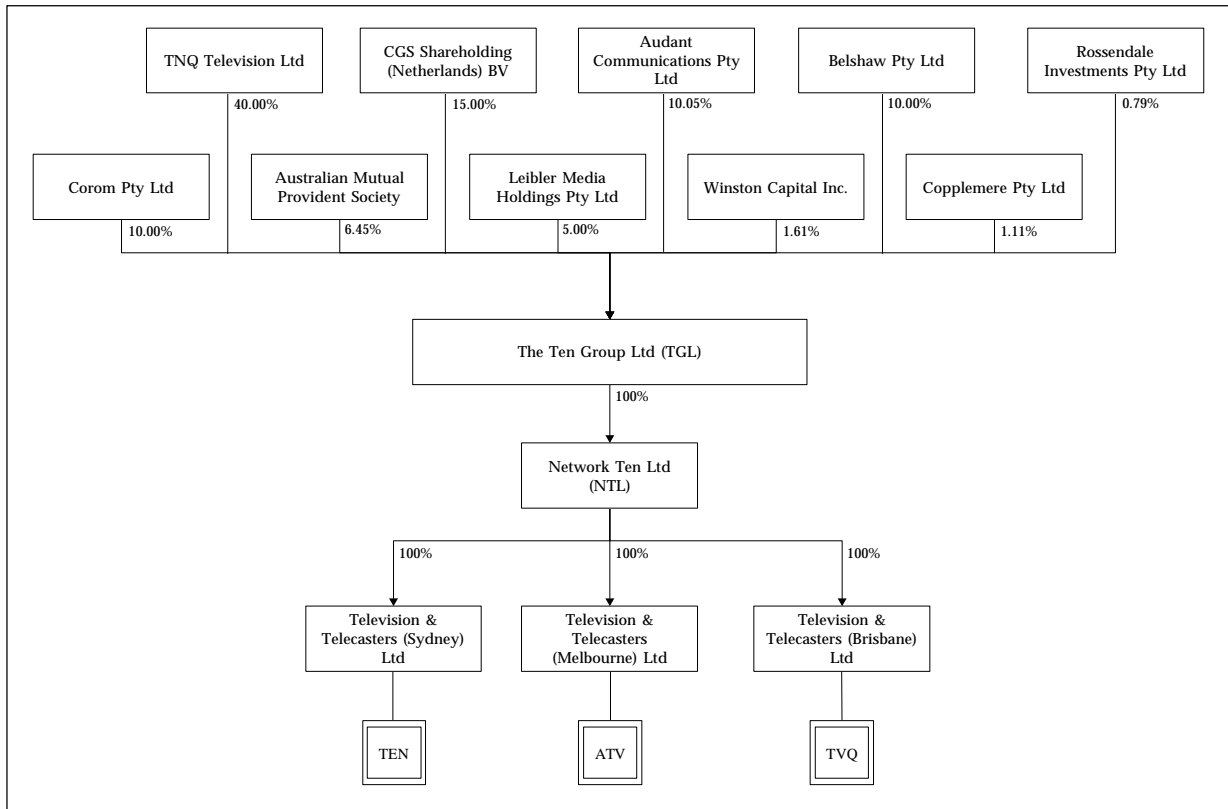 TNQ Television Ltd
CGS Shareholding
(Netherlands) BV
Audant
Communications Pty
Ltd
Belshaw Pty Ltd
Rossendale
Investments Pty Ltd
40.00%
15.00%
10.05%
10.00%
0.79%
Corom Pty Ltd
Australian Mutual
Provident Society
Leibler Media
Holdings Pty Ltd
Winston Capital Inc.
Copplemere Pty Ltd
10.00%
6.45%
5.00%
1.61%
1.11%
The Ten Group Ltd (TGL)
100%
Network Ten Ltd
(NTL)
100%
100%
100%
Television &
Telecasters (Sydney)
Ltd
Television &
Telecasters
(Melbourne) Ltd
Television &
Telecasters (Brisbane)
Ltd
TEN
ATV
TVQ